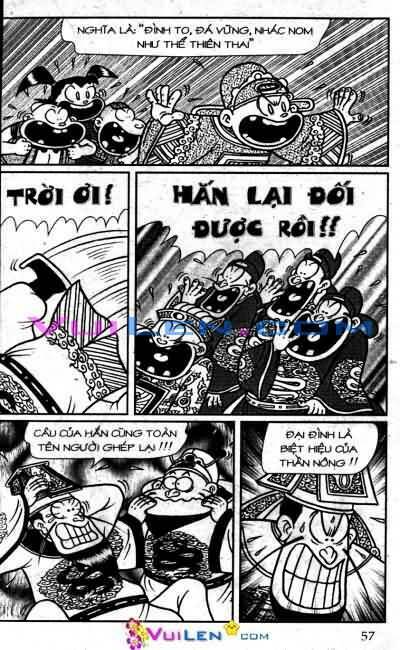 NGHĨA LÀ: "ĐỈNH TO, ĐÁ VỮNG, NHÁC NOM
NHƯ THỂ THIÊN THAI"
TRỜI ƠI!
HẮN LẠI ĐỐI
ĐƯỢC RỒI!!
VuiLen.com
CÂU CỦA HẮN CŨNG TOÀN
TÊN NGƯỜI GHÉP LẠI !!!
ĐẠI ĐÌNH LÀ
BIỆT HIỆU CỦA
THẦN NÔNG !!
57
VuiLen.com